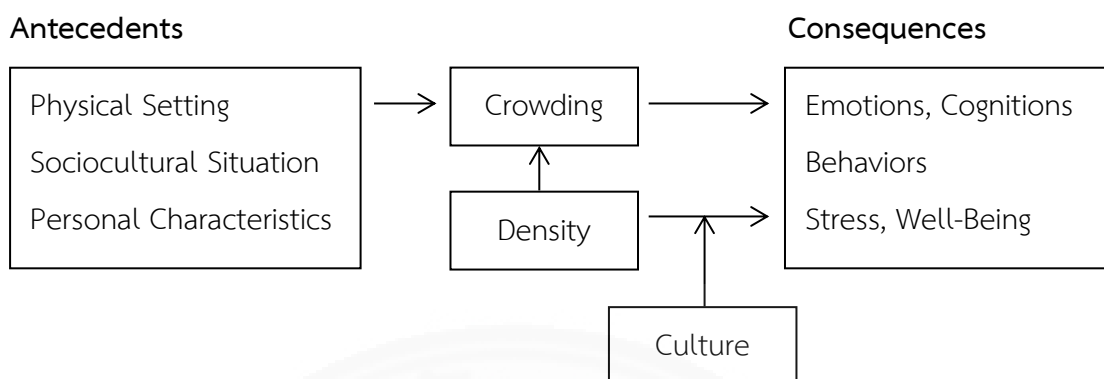 Antecedents
Consequences
Physical Setting
Sociocultural Situation
Personal Characteristics
Crowding
Density
Emotions, Cognitions
Behaviors
Stress, Well-Being
Culture